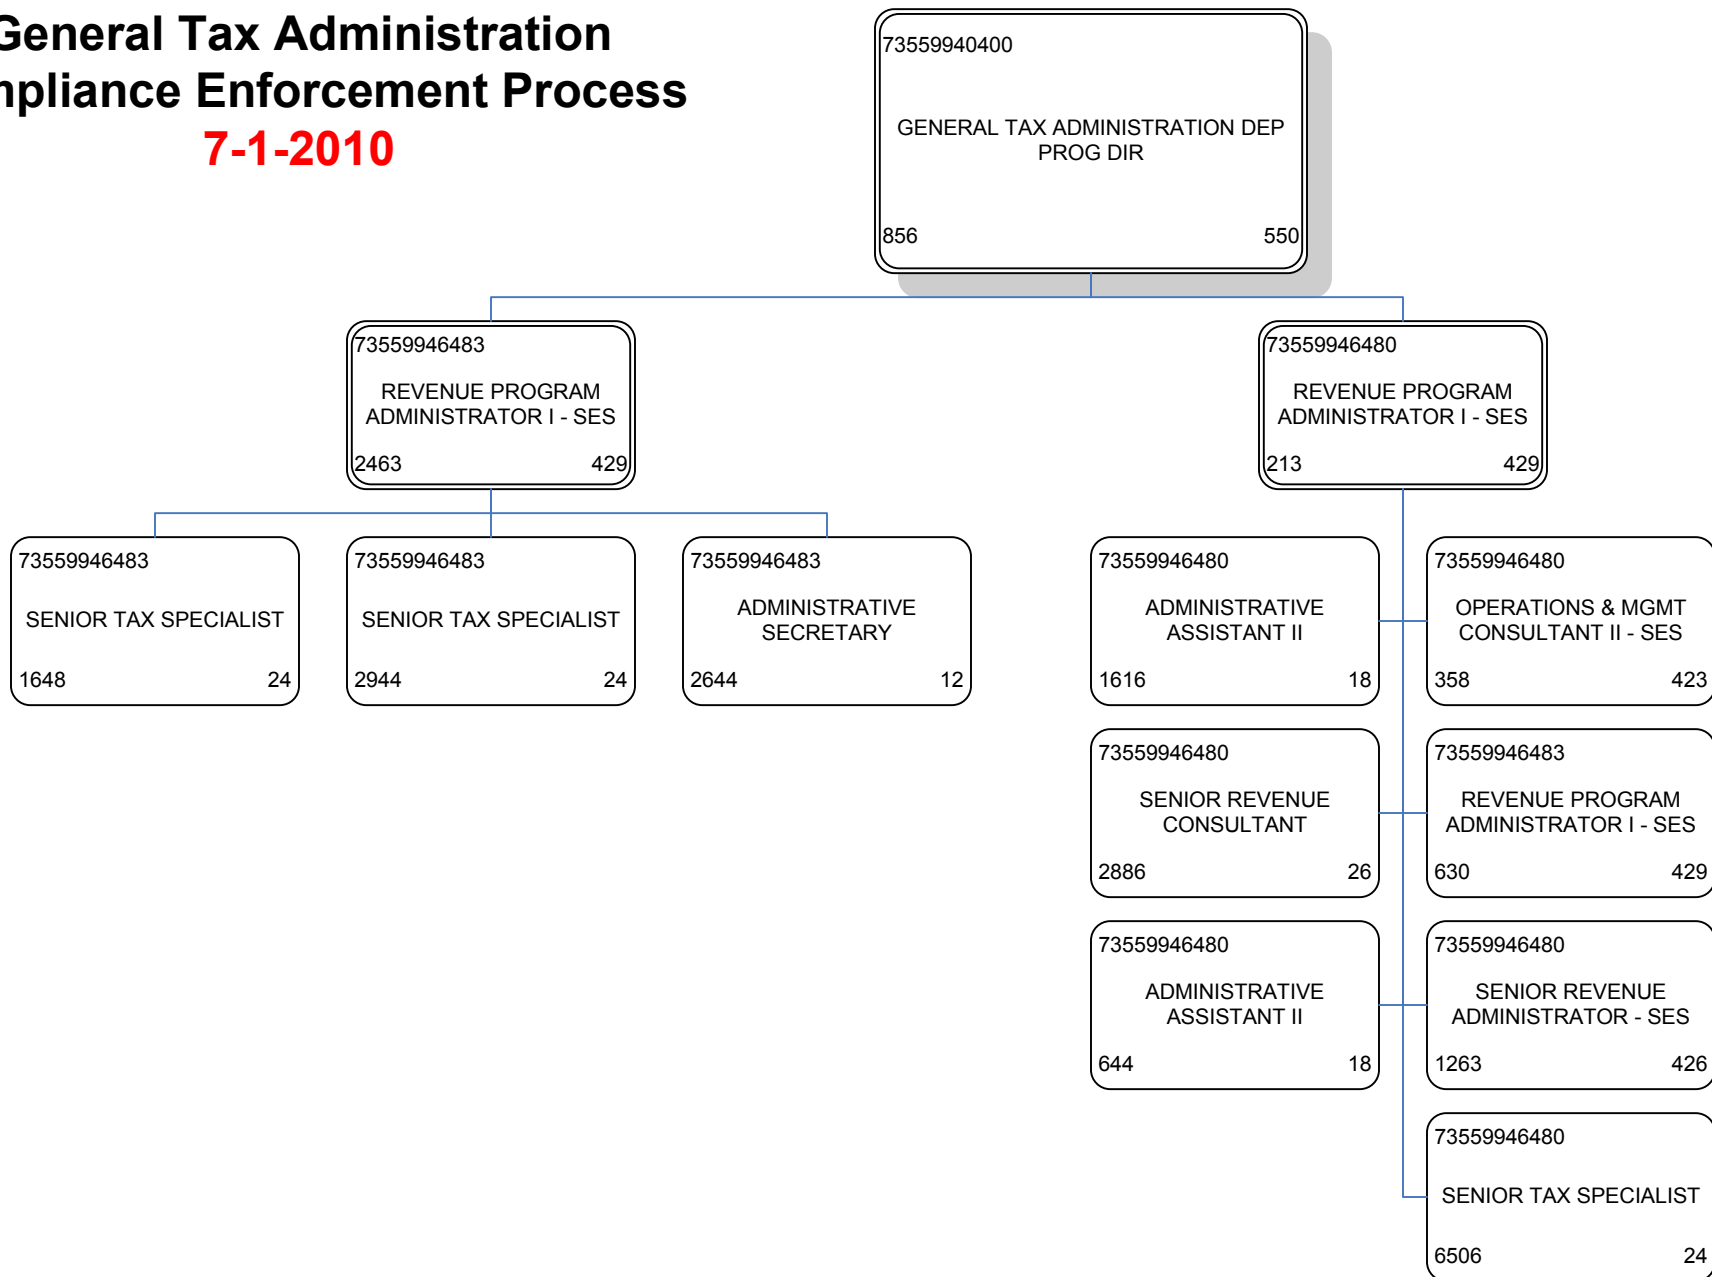 General Tax Administration
mpliance Enforcement Process
7-1-2010
73559940400
GENERAL TAX ADMINISTRATION DEP
PROG DIR
856 550
73559946483
REVENUE PROGRAM
ADMINISTRATOR I - SES
2463 429
73559946480
REVENUE PROGRAM
ADMINISTRATOR I - SES
213 429
73559946483
SENIOR TAX SPECIALIST
1648 24
73559946483
SENIOR TAX SPECIALIST
2944 24
73559946483
ADMINISTRATIVE
SECRETARY
2644 12
73559946480
ADMINISTRATIVE
ASSISTANT II
1616 18
73559946480
OPERATIONS & MGMT
CONSULTANT II - SES
358 423
73559946480
SENIOR REVENUE
CONSULTANT
2886 26
73559946483
REVENUE PROGRAM
ADMINISTRATOR I - SES
630 429
73559946480
ADMINISTRATIVE
ASSISTANT II
644 18
73559946480
SENIOR REVENUE
ADMINISTRATOR - SES
1263 426
73559946480
SENIOR TAX SPECIALIST
6506 24